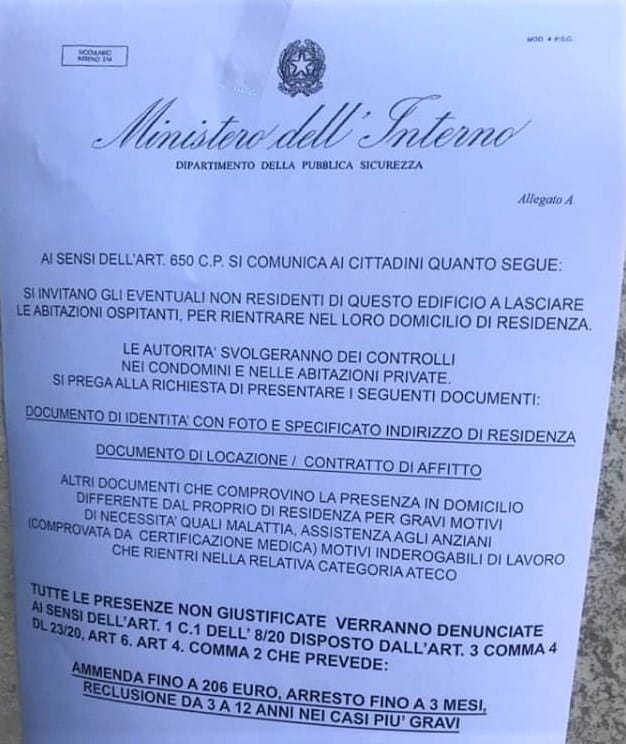 MODULARIO
INTERNO 314
MOD. 4 P.S.C.
Ministero dell'Interno
DIPARTIMENTO DELLA PUBBLICA SICUREZZA
Allegato A
AI SENSI DELL'ART. 650 C.P. SI COMUNICA AI CITTADINI QUANTO SEGUE:
SI INVITANO GLI EVENTUALI NON RESIDENTI DI QUESTO EDIFICIO A LASCIARE
LE ABITAZIONI OSPITANTI, PER RIENTRARE NEL LORO DOMICILIO DI RESIDENZA.
LE AUTORITA' SVOLGERANNO DEI CONTROLLI
NEI CONDOMINI E NELLE ABITAZIONI PRIVATE.
SI PREGA ALLA RICHIESTA DI PRESENTARE I SEGUENTI DOCUMENTI:
DOCUMENTO DI IDENTITA' CON FOTO E SPECIFICATO INDIRIZZO DI RESIDENZA
DOCUMENTO DI LOCAZIONE / CONTRATTO DI AFFITTO
ALTRI DOCUMENTI CHE COMPROVINO LA PRESENZA IN DOMICILIO
DIFFERENTE DAL PROPRIO DI RESIDENZA PER GRAVI MOTIVI
DI NECESSITA' QUALI MALATTIA, ASSISTENZA AGLI ANZIANI
(COMPROVATA DA CERTIFICAZIONE MEDICA) MOTIVI INDEROGABILI DI LAVORO
CHE RIENTRI NELLA RELATIVA CATEGORIA ATECO
TUTTE LE PRESENZE NON GIUSTIFICATE VERRANNO DENUNCIATE
AI SENSI DELL'ART. 1 C.1 DELL' 8/20 DISPOSTO DALL'ART. 3 COMMA 4
DL 23/20, ART 6. ART 4. COMMA 2 CHE PREVEDE:
AMMENDA FINO A 206 EURO, ARRESTO FINO A 3 MESI,
RECLUSIONE DA 3 A 12 ANNI NEI CASI PIU' GRAVI